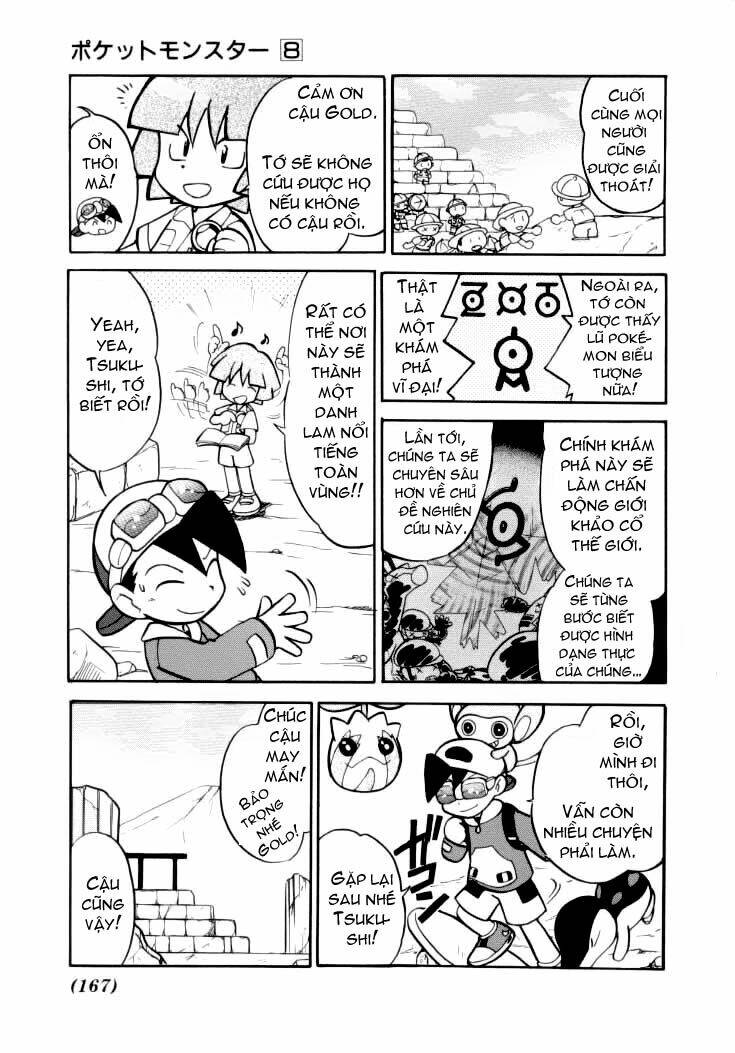 ポケットモンスター 8
CUỐI
CÙNG MỌI
NGƯỜI
CŨNG
ĐƯỢC GIẢI
THOÁT!
CẢM ƠN
CẬU GOLD.
TỚ SẼ KHÔNG
CỨU ĐƯỢC HỌ
NẾU KHÔNG
CÓ CẬU RỒI.
ỔN
THÔI
MÀ!
NGOÀI RA,
TỚ CÒN
ĐƯỢC THẤY
LŨ POKÉ-
MON BIỂU
TƯỢNG
NỮA!
THẬT
LÀ
MỘT
KHÁM
PHÁ
VĨ ĐẠI!
CHÍNH KHÁM
PHÁ NÀY SẼ
LÀM CHẤN
ĐỘNG GIỚI
KHẢO CỔ
THẾ GIỚI.
CHÚNG TA
SẼ TỪNG
BƯỚC BIẾT
ĐƯỢC HÌNH
DẠNG THỰC
CỦA CHÚNG...
LẦN TỚI,
CHÚNG TA SẼ
CHUYÊN SÂU
HƠN VỀ CHỦ
ĐỀ NGHIÊN
CỨU NÀY.
RẤT CÓ
THỂ NƠI
NÀY SẼ
THÀNH
MỘT
DANH
LAM NỔI
TIẾNG
TOÀN
VÙNG!!
YEAH,
YEA,
TSUKU-
SHI, TỚ
BIẾT RỒI!
RỒI,
GIỜ
MÌNH ĐI
THÔI,
VẪN CÒN
NHIỀU CHUYỆN
PHẢI LÀM.
GẶP LẠI
SAU NHÉ
TSUKU-
SHI!
ガコン
CHÚC
CẬU
MAY
MẮN!
BẢO
TRỌNG
NHÉ
GOLD!
CẬU
CŨNG
VẬY!
(167)